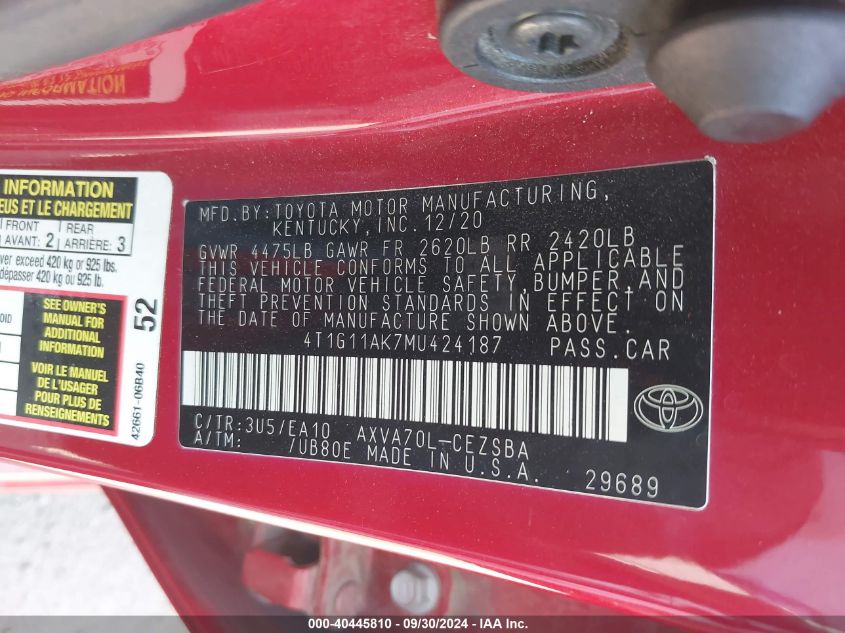 INFORMATION
EUS ET LE CHARGEMENT
FRONT
AVANT: 2
REAR
ARRIÈRE: 3
ver exceed 420 kg or 925 lbs.
dépasser 420 kg ou 925 lb.
SEE OWNER'S
MANUAL FOR
ADDITIONAL
INFORMATION
VOIR LE MANUEL
DE L'USAGER
POUR PLUS DE
RENSEIGNEMENTS
52
42661-06B40
MFD.BY:TOYOTA MOTOR MANUFACTURING,
KENTUCKY,INC.12/20
GVWR 4475LB GAWR FR 2620LB RR 2420LB
THIS VEHICLE CONFORMS TO ALL APPLICABLE
FEDERAL MOTOR VEHICLE SAFETY,BUMPER,AND
THEFT PREVENTION STANDARDS IN EFFECT ON
THE DATE OF MANUFACTURE SHOWN ABOVE.
4T1G11AK7MU424187 PASS.CAR
C/TR:3U5/EA10 AXVA70L-CEZSBA
A/TM: /UB80E MADE IN U.S.A.
29689
000-40445810 - 09/30/2024 - www.iaai.com